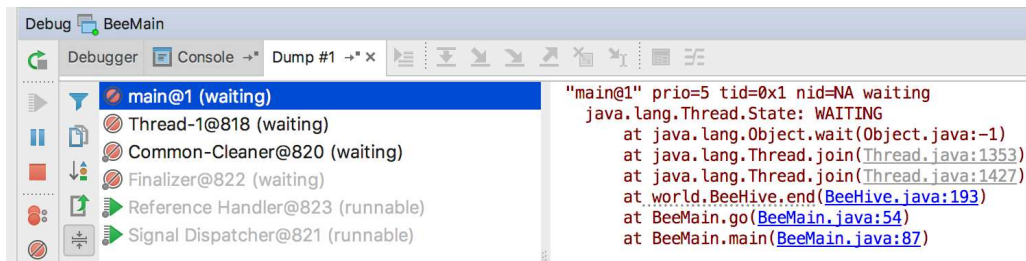 Debug BeeMain
Debugger Console Dump #1
main@1 (waiting)
Thread-1@818 (waiting)
Common-Cleaner@820 (waiting)
Finalizer@822 (waiting)
Reference Handler@823 (runnable)
Signal Dispatcher@821 (runnable)
"main@1" prio=5 tid=0x1 nid=NA waiting
java.lang.Thread.State: WAITING
at java.lang.Object.wait(Object.java:-1)
at java.lang.Thread.join(Thread.java:1353)
at java.lang.Thread.join(Thread.java:1427)
at world.BeeHive.end(BeeHive.java:193)
at BeeMain.go(BeeMain.java:54)
at BeeMain.main(BeeMain.java:87)